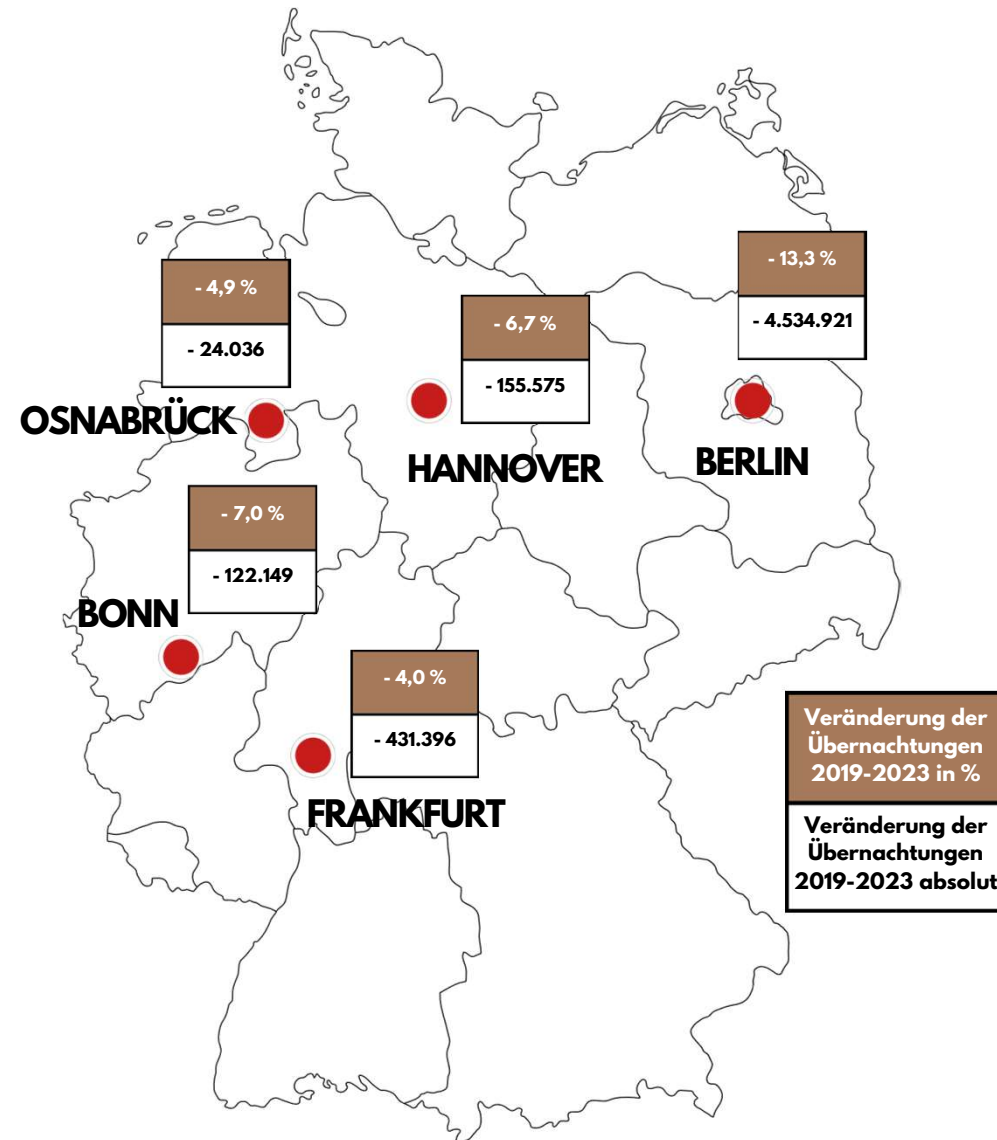 - 13,3 %
- 4.534.921
BERLIN
- 4,9 %
- 24.036
OSNABRÜCK
- 6,7 %
- 155.575
HANNOVER
- 7,0 %
- 122.149
BONN
- 4,0 %
- 431.396
FRANKFURT
Veränderung der
Übernachtungen
2019-2023 in %
Veränderung der
Übernachtungen
2019-2023 absolut